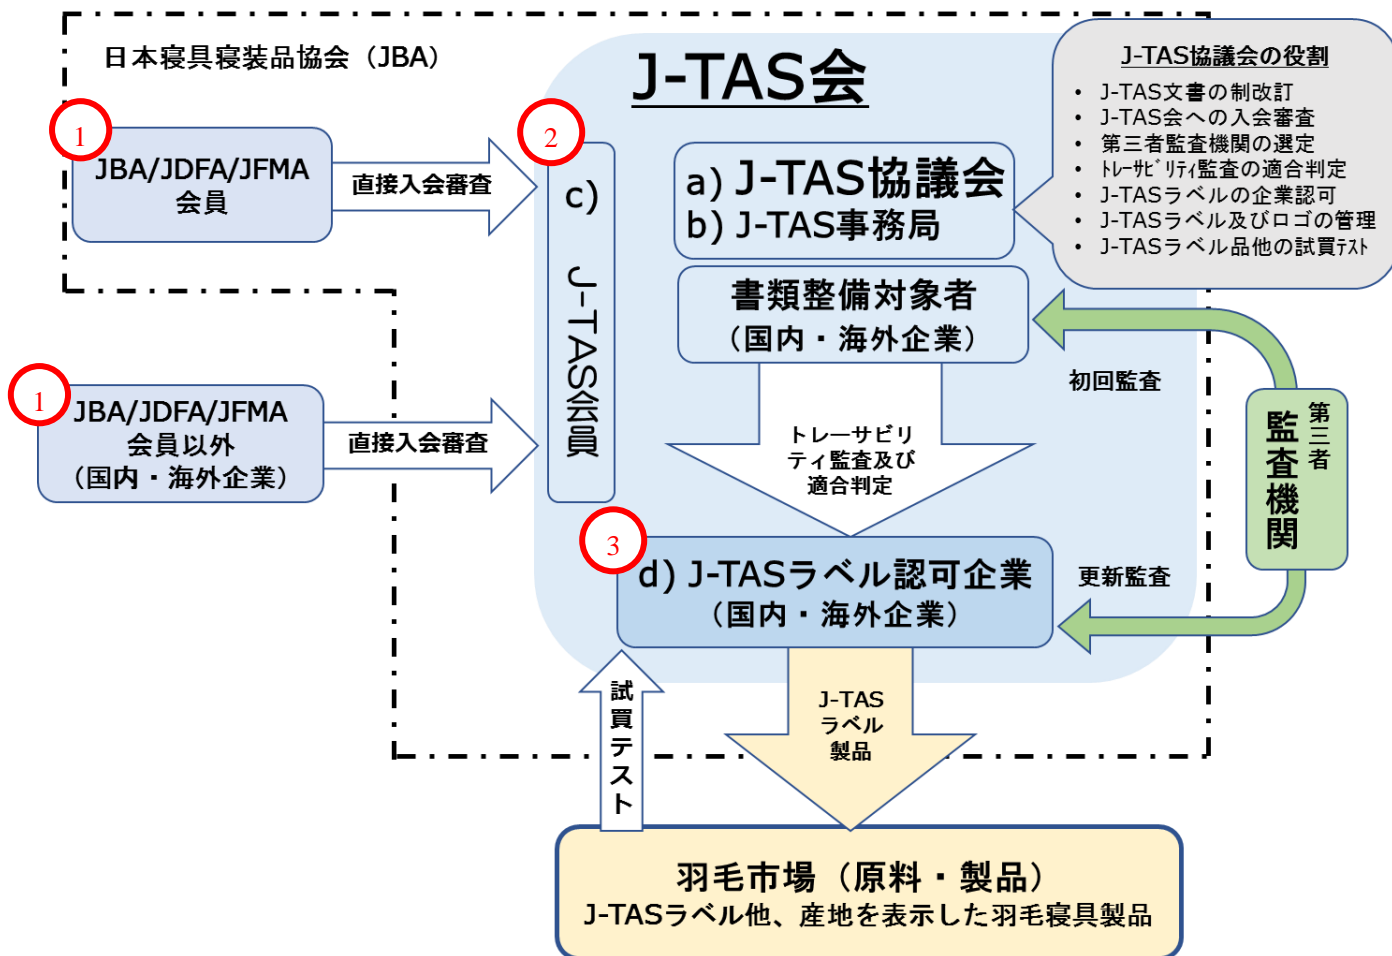 日本寝具寝装品協会（JBA）
J-TAS会
J-TAS協議会の役割
• J-TAS文書の制改訂
• J-TAS会への入会審査
• 第三者監査機関の選定
• ﾄﾚｰｻﾋﾞﾘﾃｨ監査の適合判定
• J-TASラベルの企業認可
• J-TASラベル及びロゴの管理
• J-TASラベル品他の試買ﾃｽﾄ
1
JBA/JDFA/JFMA
会員
直接入会審査
2
c) J-TAS会員
a) J-TAS協議会
b) J-TAS事務局
書類整備対象者
（国内・海外企業）
初回監査
1
JBA/JDFA/JFMA
会員以外
（国内・海外企業）
直接入会審査
トレーサビリ
ティ監査及び
適合判定
第三者
監査機関
3
d) J-TASラベル認可企業
（国内・海外企業）
更新監査
試買テスト
J-TAS
ラベル
製品
羽毛市場（原料・製品）
J-TASラベル他、産地を表示した羽毛寝具製品